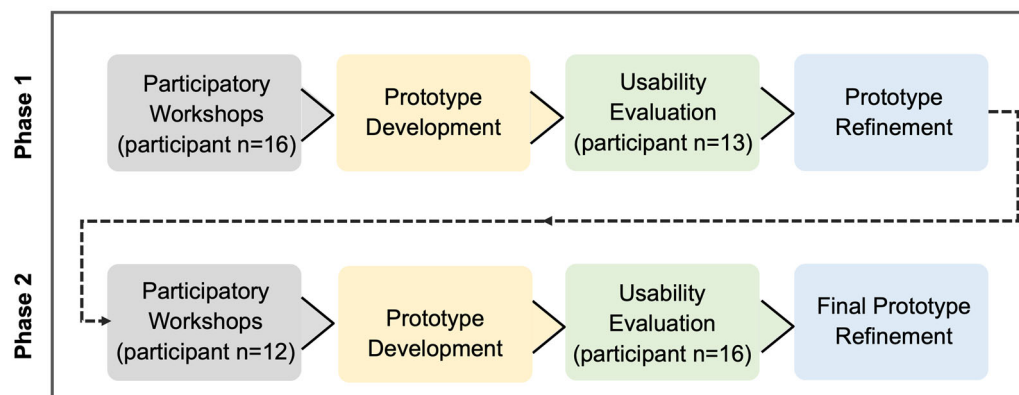 Phase 1
Participatory
Workshops
(participant n=16)
Prototype
Development
Usability
Evaluation
(participant n=13)
Prototype
Refinement
Phase 2
Participatory
Workshops
(participant n=12)
Prototype
Development
Usability
Evaluation
(participant n=16)
Final Prototype
Refinement